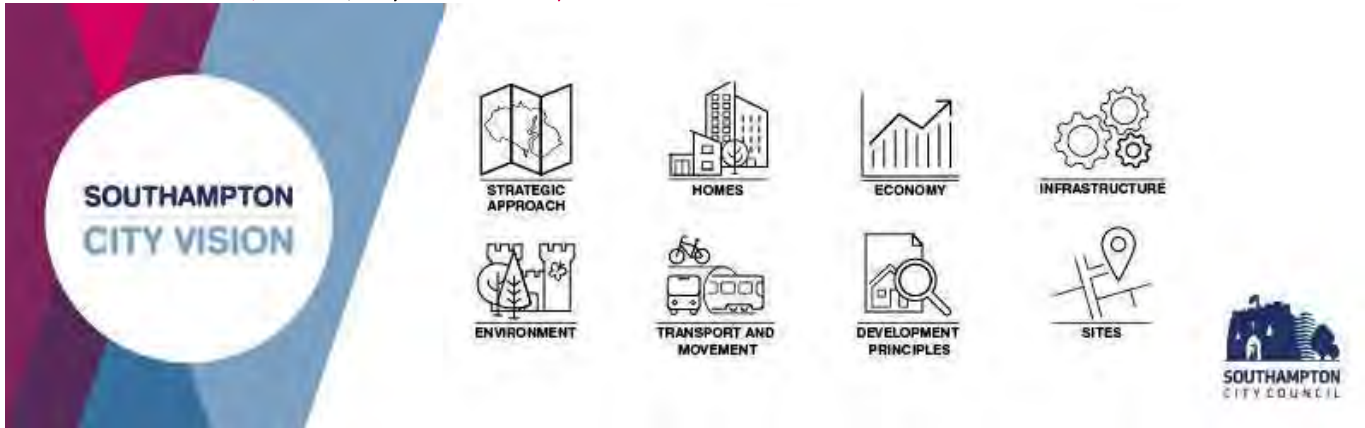 SOUTHAMPTON
CITY VISION
STRATEGIC
APPROACH
HOMES
ECONOMY
INFRASTRUCTURE
ENVIRONMENT
TRANSPORT AND
MOVEMENT
DEVELOPMENT
PRINCIPLES
SITES
SOUTHAMPTON
CITY COUNCIL